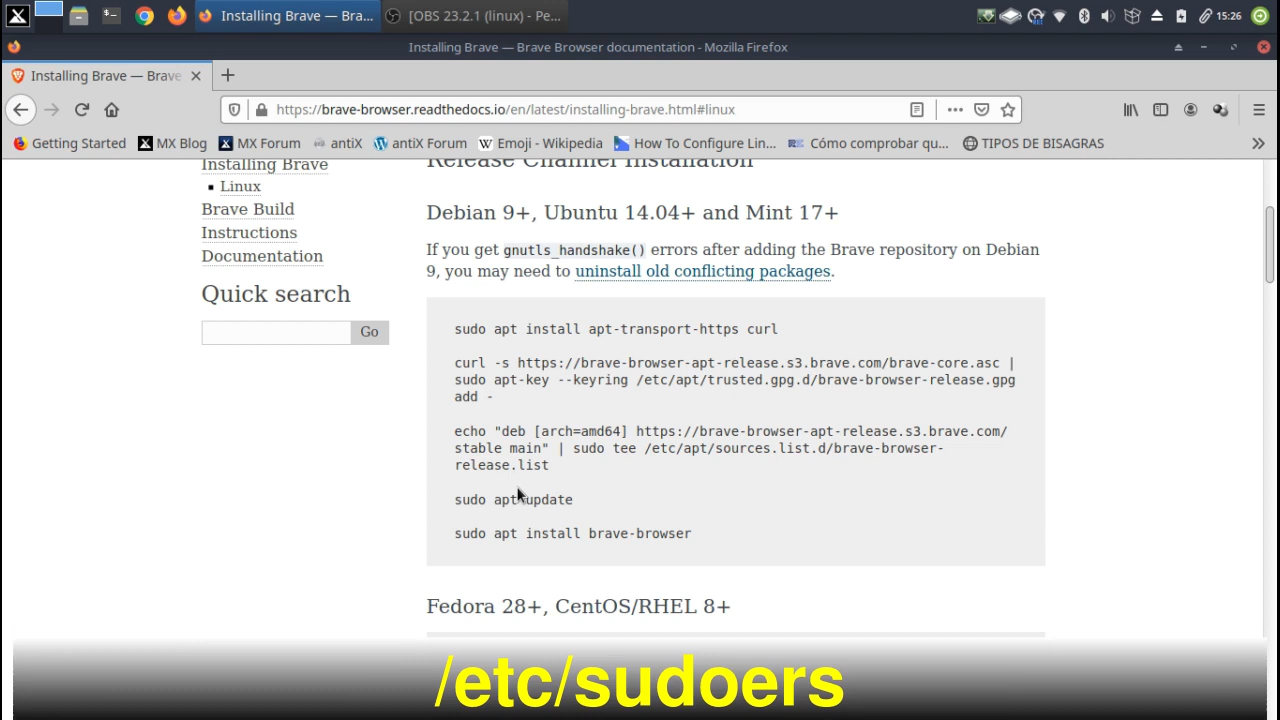 Installing Brave — Bra...
[OBS 23.2.1 (linux) - Pe...
15:26
Installing Brave — Brave Browser documentation - Mozilla Firefox
Installing Brave — Brave
https://brave-browser.readthedocs.io/en/latest/installing-brave.html#linux
Getting Started
MX Blog
MX Forum
antiX
antiX Forum
Emoji - Wikipedia
How To Configure Lin...
Cómo comprobar qu...
TIPOS DE BISAGRAS
Installing Brave
Linux
Brave Build
Instructions
Documentation
Quick search
Go
Release Channel Installation
Debian 9+, Ubuntu 14.04+ and Mint 17+
If you get gnutls_handshake() errors after adding the Brave repository on Debian
9, you may need to uninstall old conflicting packages.
sudo apt install apt-transport-https curl
curl -s https://brave-browser-apt-release.s3.brave.com/brave-core.asc |
sudo apt-key --keyring /etc/apt/trusted.gpg.d/brave-browser-release.gpg
add -
echo "deb [arch=amd64] https://brave-browser-apt-release.s3.brave.com/
stable main" | sudo tee /etc/apt/sources.list.d/brave-browser-
release.list
sudo apt update
sudo apt install brave-browser
Fedora 28+, CentOS/RHEL 8+
/etc/sudoers